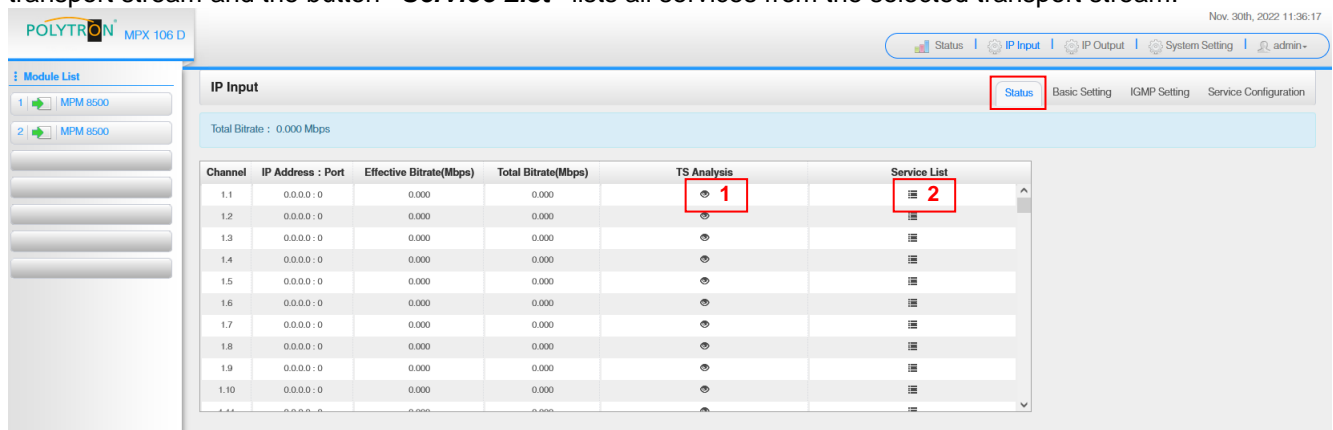 transport stream and the button "Service List" lists all services from the selected transport stream.
Nov. 30th, 2022 11:36:17
POLYTRON MPX 106 D
Status IP Input IP Output System Setting admin
Module List
1 MPM 8500
2 MPM 8500
IP Input
Status Basic Setting IGMP Setting Service Configuration
Total Bitrate : 0.000 Mbps
Channel IP Address : Port Effective Bitrate(Mbps) Total Bitrate(Mbps) TS Analysis Service List
1.1 0.0.0.0 : 0 0.000 0.000 1 2
1.2 0.0.0.0 : 0 0.000 0.000
1.3 0.0.0.0 : 0 0.000 0.000
1.4 0.0.0.0 : 0 0.000 0.000
1.5 0.0.0.0 : 0 0.000 0.000
1.6 0.0.0.0 : 0 0.000 0.000
1.7 0.0.0.0 : 0 0.000 0.000
1.8 0.0.0.0 : 0 0.000 0.000
1.9 0.0.0.0 : 0 0.000 0.000
1.10 0.0.0.0 : 0 0.000 0.000